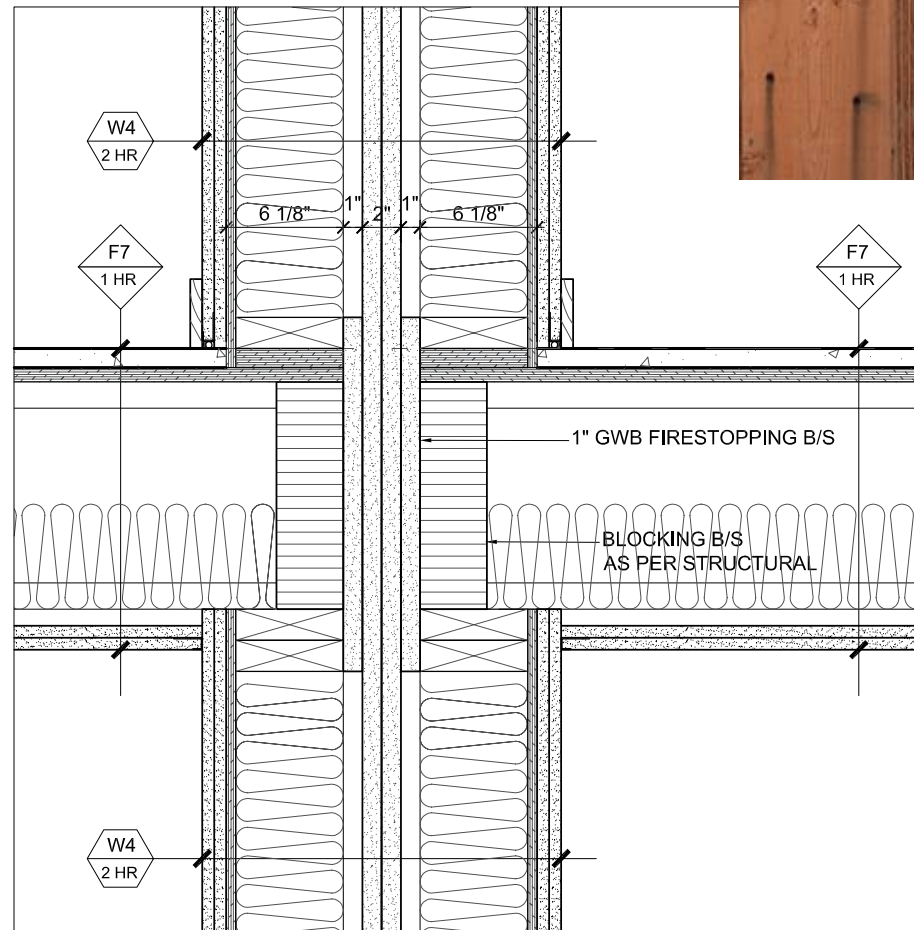 W4
2 HR
6 1/8" 1" 2" 1" 6 1/8"
F7
1 HR
F7
1 HR
1" GWB FIRESTOPPING B/S
BLOCKING B/S
AS PER STRUCTURAL
W4
2 HR